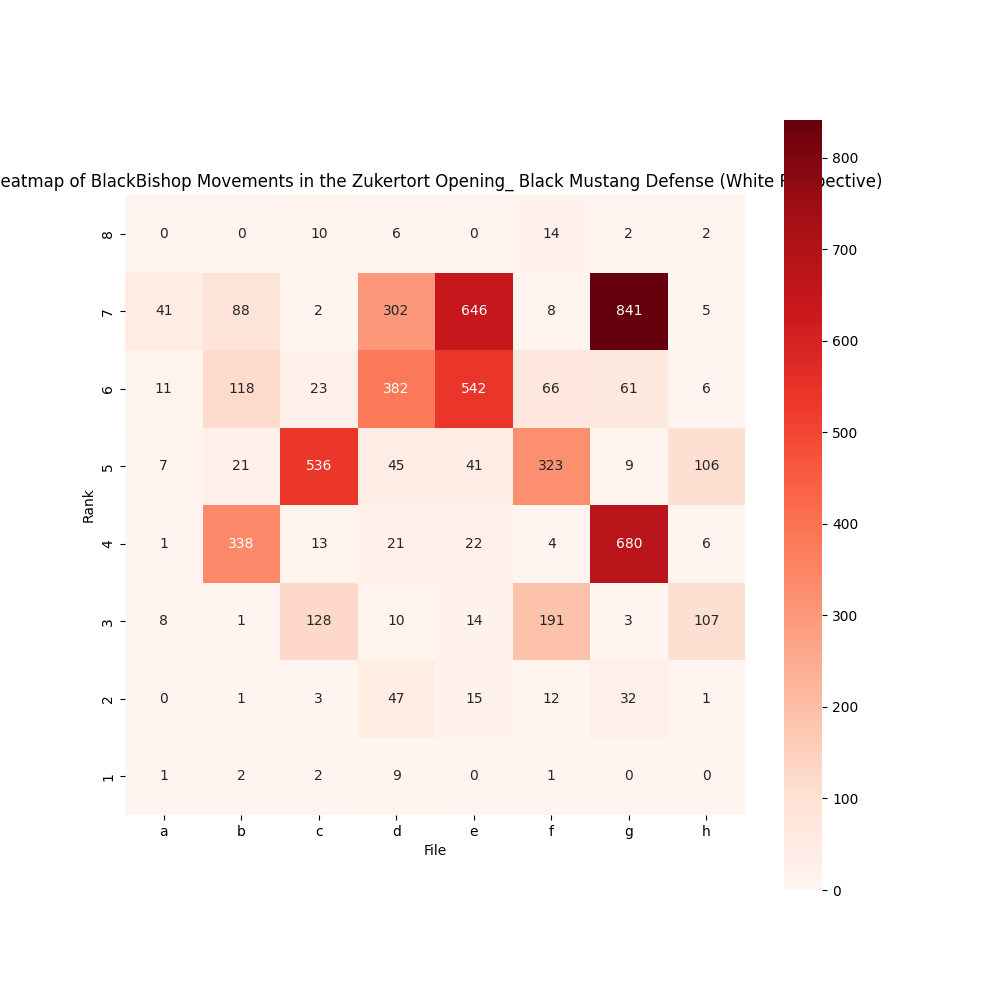 eatmap of BlackBishop Movements in the Zukertort Opening_ Black Mustang Defense (White
800
8 0 0 10 6 0 14 2 2
700
7 41 88 2 302 646 8 841 5
600
6 11 118 23 382 542 66 61 6
500
5 7 21 536 45 41 323 9 106
Rank
400
4 1 338 13 21 22 4 680 6
300
3 8 1 128 10 14 191 3 107
200
2 0 1 3 47 15 12 32 1
100
1 1 2 2 9 0 1 0 0
a b c d e f g h
File
0